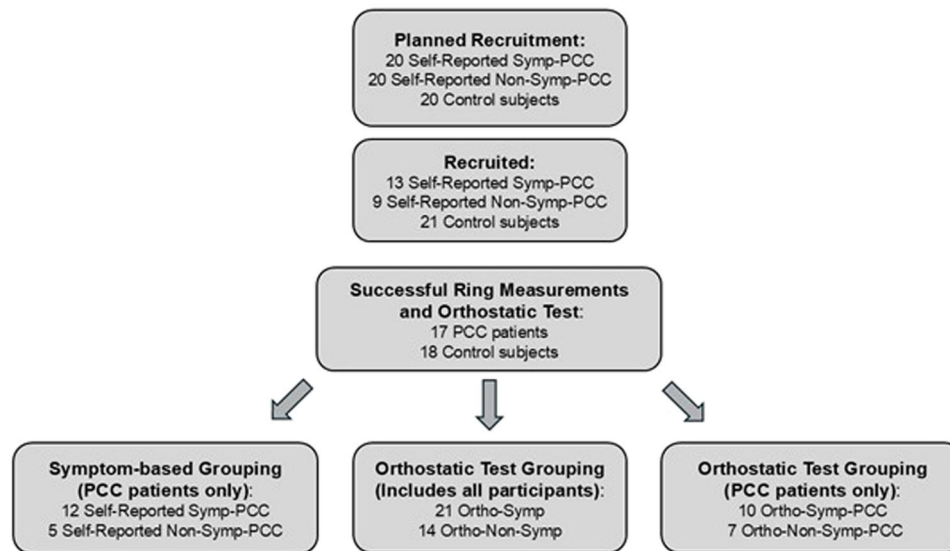 Planned Recruitment:
20 Self-Reported Symp-PCC
20 Self-Reported Non-Symp-PCC
20 Control subjects
Recruited:
13 Self-Reported Symp-PCC
9 Self-Reported Non-Symp-PCC
21 Control subjects
Successful Ring Measurements
and Orthostatic Test:
17 PCC patients
18 Control subjects
Symptom-based Grouping
(PCC patients only):
12 Self-Reported Symp-PCC
5 Self-Reported Non-Symp-PCC
Orthostatic Test Grouping
(Includes all participants):
21 Ortho-Symp
14 Ortho-Non-Symp
Orthostatic Test Grouping
(PCC patients only):
10 Ortho-Symp-PCC
7 Ortho-Non-Symp-PCC